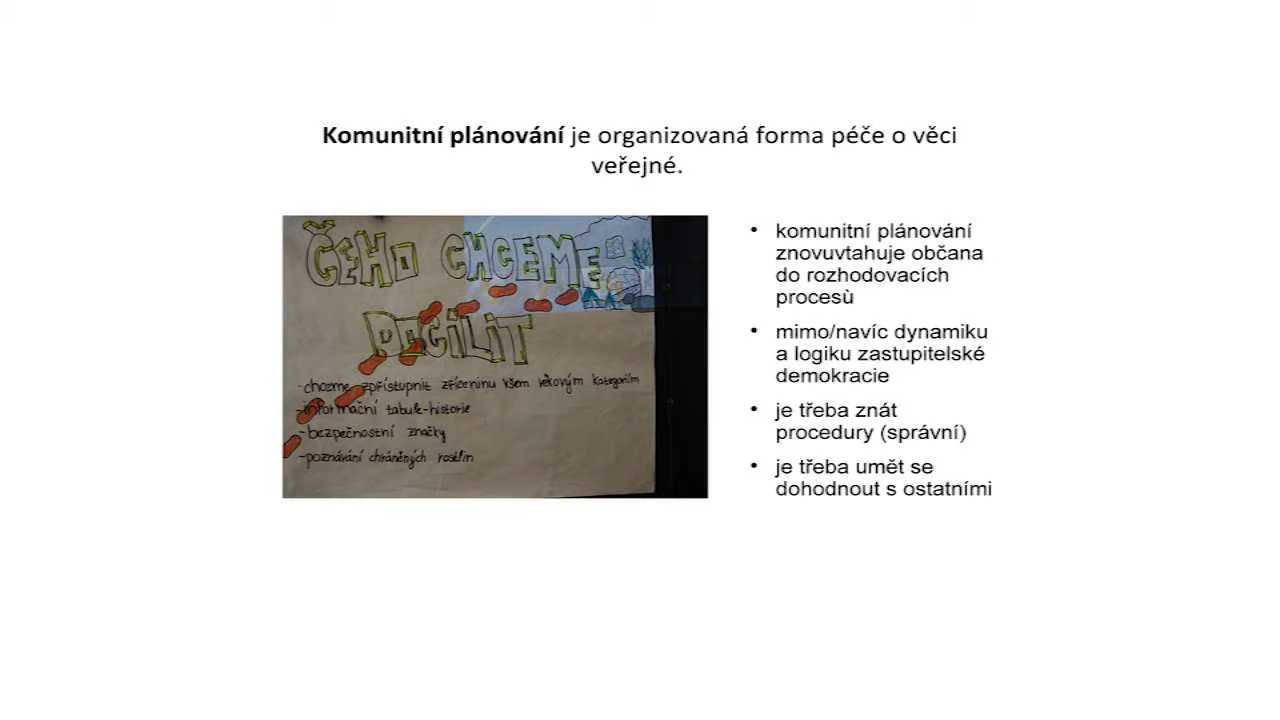 Komunitní plánování je organizovaná forma péče o věci
veřejné.
ČEHO CHCEME
DOCÍLIT
-chceme zpřístupnit zříceninu všem věkovým kategoriím
-informační tabule-historie
-bezpečnostní značky
-poznávání chráněných rostlin
• komunitní plánování
znovuvtahuje občana
do rozhodovacích
procesù
• mimo/navíc dynamiku
a logiku zastupitelské
demokracie
• je třeba znát
procedury (správní)
• je třeba umět se
dohodnout s ostatními